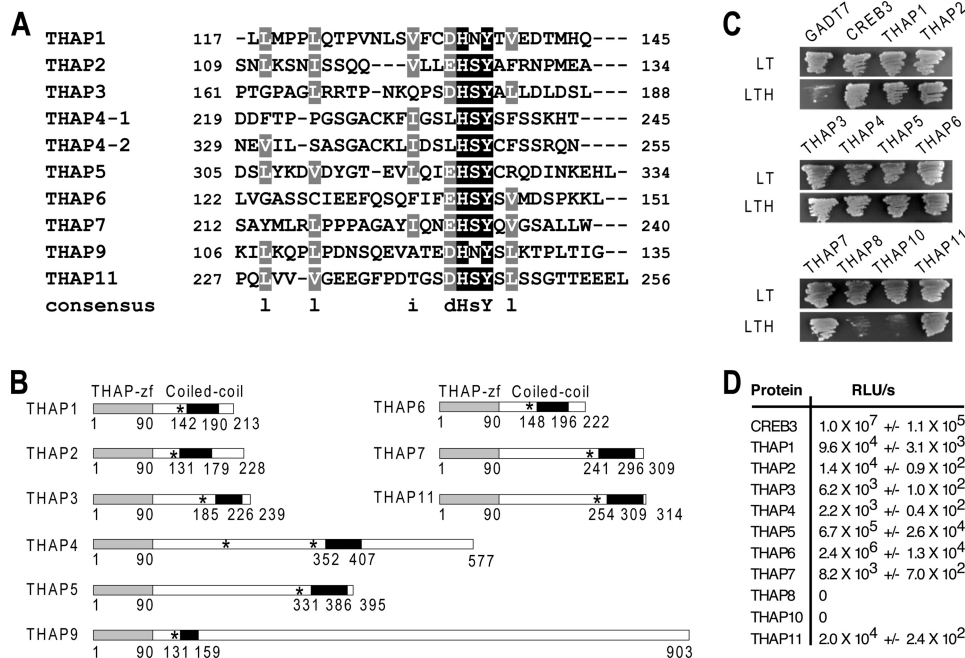 A
THAP1 117 -LLMPPLQTPVNLSVFCDHNYTVEDTMHQ--- 145
THAP2 109 SNLKSNISSQQ---VLLEHSYAFRNPMEA---- 134
THAP3 161 PTGPAGLRRTP-NKQPSDHSYALLDLDSL---- 188
THAP4-1 219 DDFTP-PGSGACKFIGSLHSYSFSSKHT---- 245
THAP4-2 329 NEVIL-SASGACKLIDSLHSYCFSSRQN---- 255
THAP5 305 DSLYKDVDYGT-EVLQIEHSYCRQDINKEHL- 334
THAP6 122 LVGASSCIEEFQSQFIFEHSYSVMDSPKKL- 151
THAP7 212 SAYMLRLPPPAGAYIQNEHSYQVGSALLW--- 240
THAP9 106 KILKQPLPDNSQEVATEDHNYSLKTPLTIG-- 135
THAP11 227 PQLVV-VGEEGFPDTGSDHSYSLSSGTTEEEL 256
consensus l l i dHsY l
B
THAP-zf Coiled-coil
THAP1 *
1 90 142 190 213
THAP2 *
1 90 131 179 228
THAP3 *
1 90 185 226 239
THAP4 * *
1 90 352 407 577
THAP5 *
1 90 331 386 395
THAP9 *
1 90 131 159 903
THAP-zf Coiled-coil
THAP6 *
1 90 148 196 222
THAP7 *
1 90 241 296 309
THAP11 *
1 90 254 309 314
C
GADT7 CREB3 THAP1 THAP2
LT
LTH
THAP3 THAP4 THAP5 THAP6
LT
LTH
THAP7 THAP8 THAP10 THAP11
LT
LTH
D
Protein RLU/s
CREB3 1.0 X 10^7 +/- 1.1 X 10^5
THAP1 9.6 X 10^4 +/- 3.1 X 10^3
THAP2 1.4 X 10^4 +/- 0.9 X 10^2
THAP3 6.2 X 10^3 +/- 1.0 X 10^2
THAP4 2.2 X 10^3 +/- 0.4 X 10^2
THAP5 6.7 X 10^5 +/- 2.6 X 10^4
THAP6 2.4 X 10^6 +/- 1.3 X 10^4
THAP7 8.2 X 10^3 +/- 7.0 X 10^2
THAP8 0
THAP10 0
THAP11 2.0 X 10^4 +/- 2.4 X 10^2